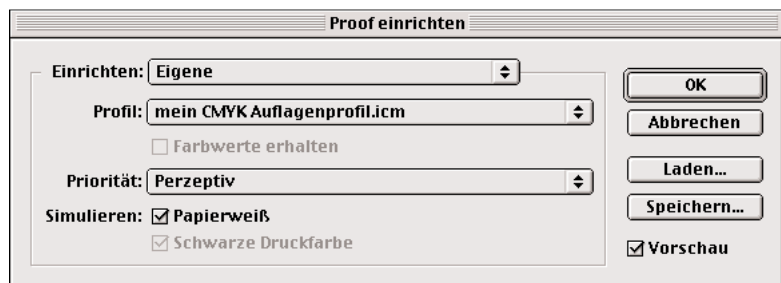 Proof einrichten
Einrichten: Eigene
Profil: mein CMYK Auflagenprofil.icm
Farbwerte erhalten
Priorität: Perzeptiv
Simulieren: Papierweiß
Schwarze Druckfarbe
OK
Abbrechen
Laden...
Speichern...
Vorschau